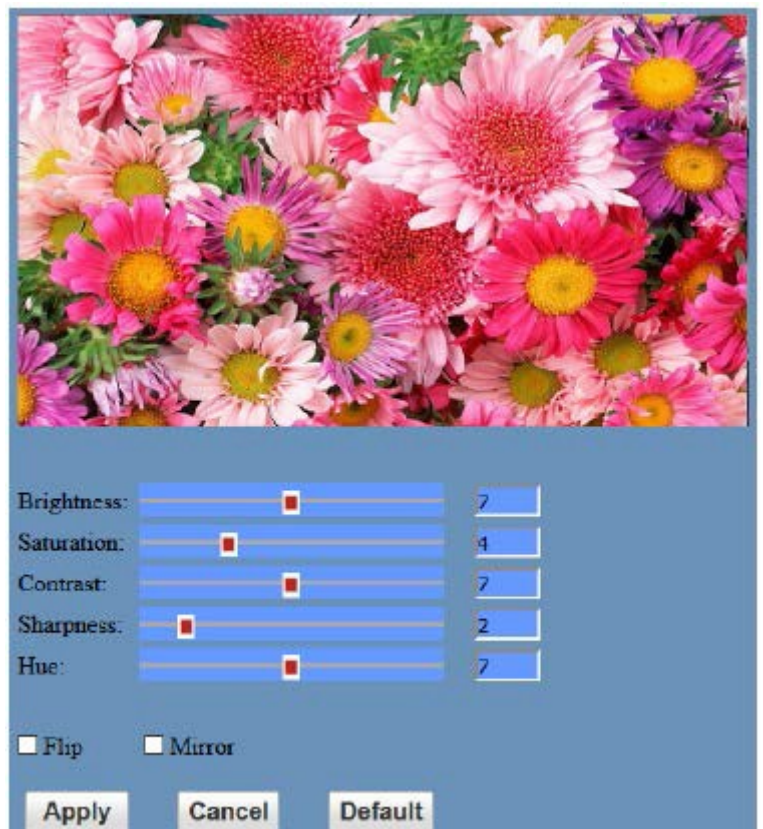 Brightness: 7
Saturation: 4
Contrast: 7
Sharpness: 2
Hue: 7
Flip Mirror
Apply Cancel Default